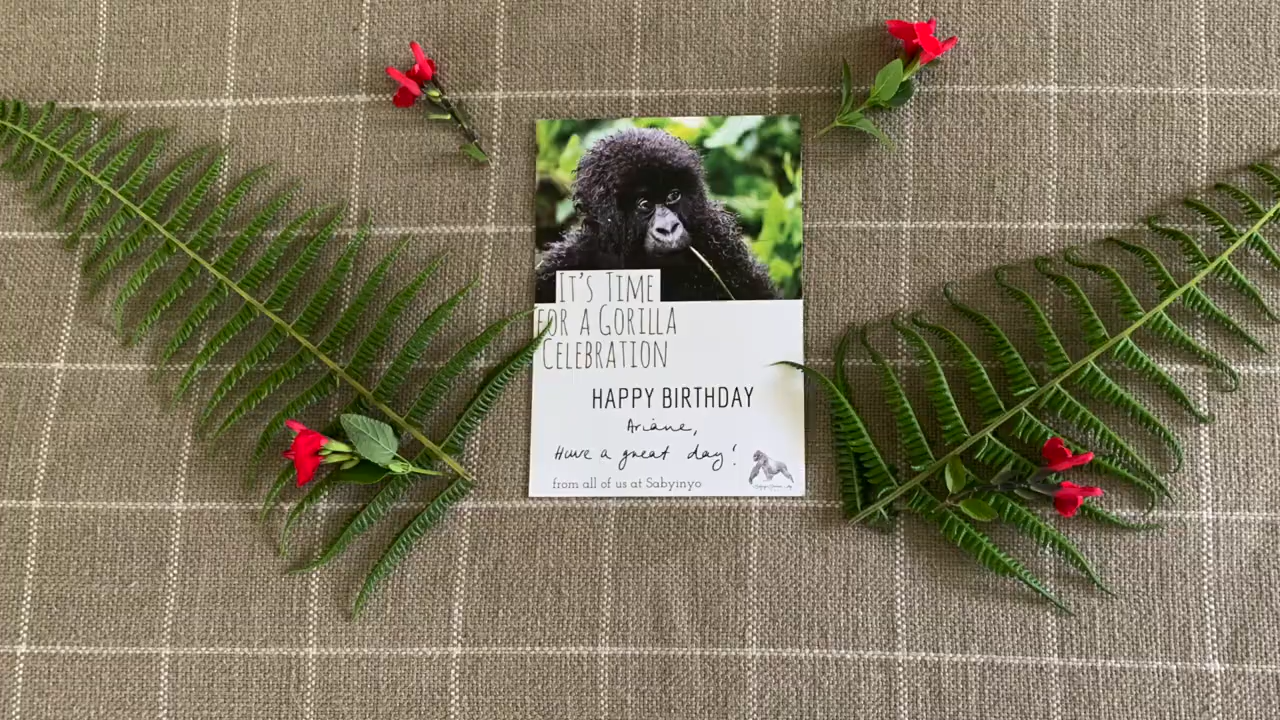 It's Time
for a Gorilla
Celebration
HAPPY BIRTHDAY
Ariane,
Have a great day!
from all of us at Sabyinyo